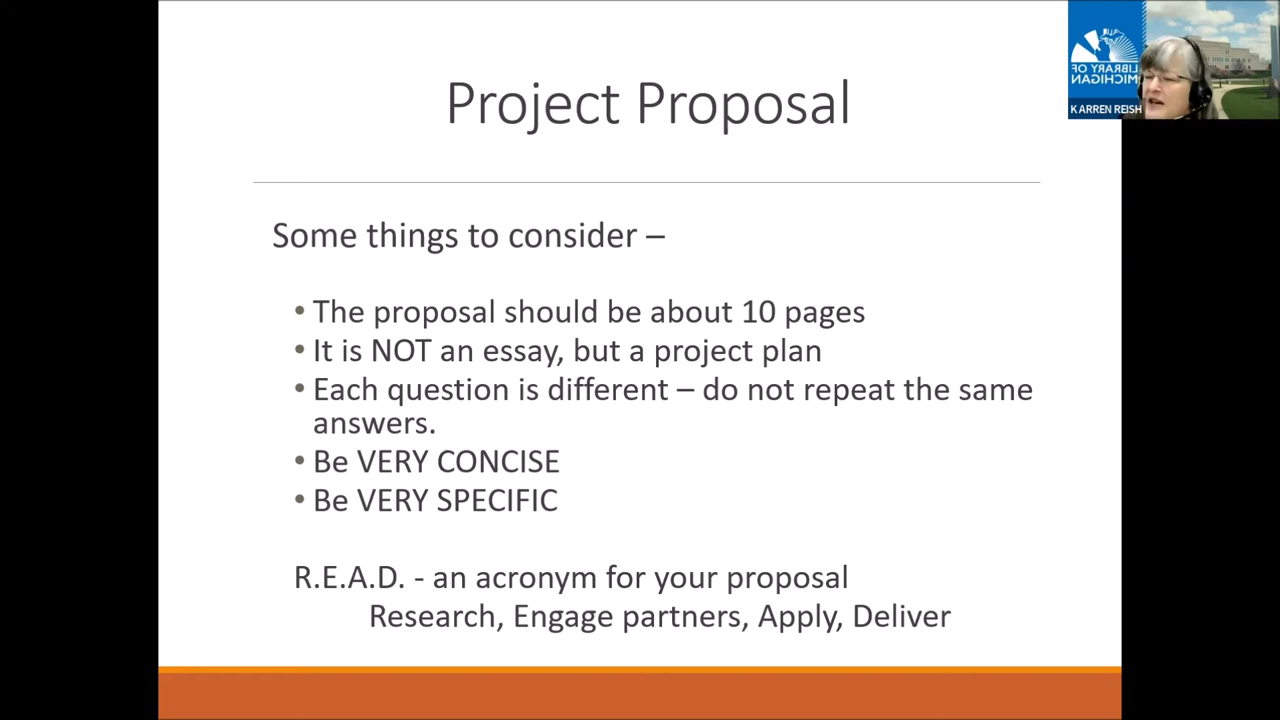 Project Proposal
LIBRARY OF
MICHIGAN
KARREN REISH
Some things to consider –
• The proposal should be about 10 pages
• It is NOT an essay, but a project plan
• Each question is different – do not repeat the same
answers.
• Be VERY CONCISE
• Be VERY SPECIFIC
R.E.A.D. - an acronym for your proposal
Research, Engage partners, Apply, Deliver